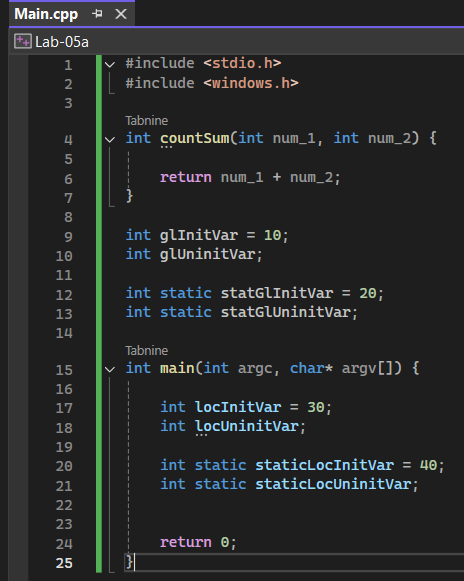 Main.cpp
Lab-05a
1 #include <stdio.h>
2 #include <windows.h>
3
Tabnine
4 int countSum(int num_1, int num_2) {
5
6     return num_1 + num_2;
7 }
8
9 int glInitVar = 10;
10 int glUninitVar;
11
12 int static statGlInitVar = 20;
13 int static statGlUninitVar;
14
Tabnine
15 int main(int argc, char* argv[]) {
16
17     int locInitVar = 30;
18     int locUninitVar;
19
20     int static staticLocInitVar = 40;
21     int static staticLocUninitVar;
22
23
24     return 0;
25 }